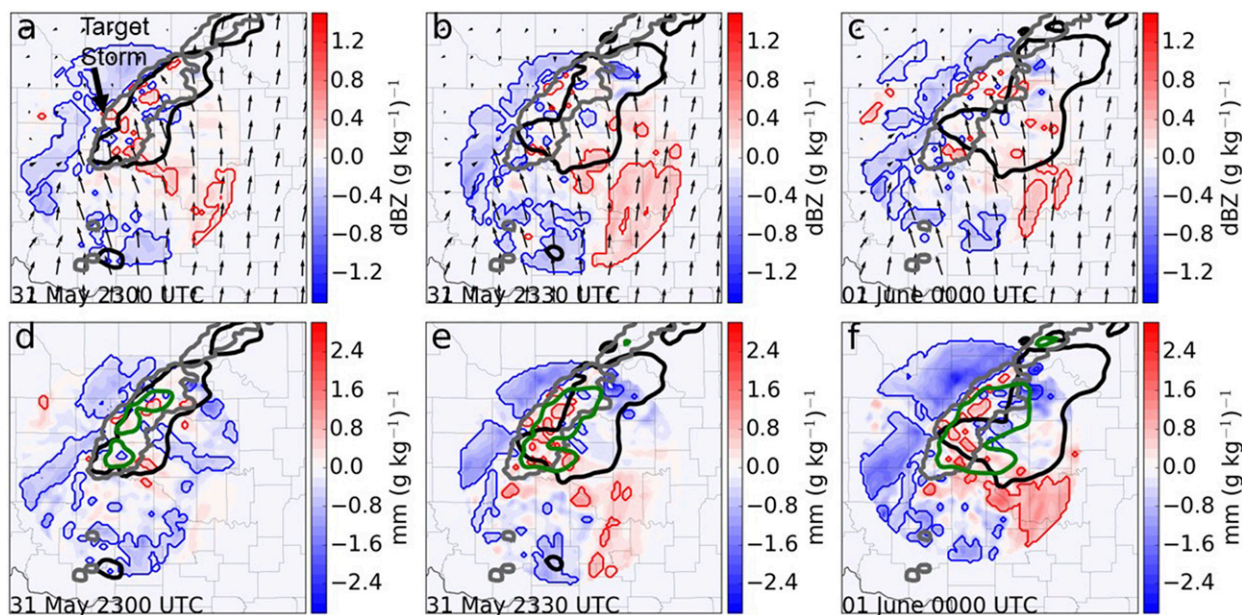 a
Target
Storm
31 May 2300 UTC
1.2
0.8
0.4
0.0
−0.4
−0.8
−1.2
dBZ (g kg)⁻¹
b
31 May 2330 UTC
1.2
0.8
0.4
0.0
−0.4
−0.8
−1.2
dBZ (g kg)⁻¹
c
01 June 0000 UTC
1.2
0.8
0.4
0.0
−0.4
−0.8
−1.2
dBZ (g kg)⁻¹
d
31 May 2300 UTC
2.4
1.6
0.8
0.0
−0.8
−1.6
−2.4
mm (g kg)⁻¹
e
31 May 2330 UTC
2.4
1.6
0.8
0.0
−0.8
−1.6
−2.4
mm (g kg)⁻¹
f
01 June 0000 UTC
2.4
1.6
0.8
0.0
−0.8
−1.6
−2.4
mm (g kg)⁻¹